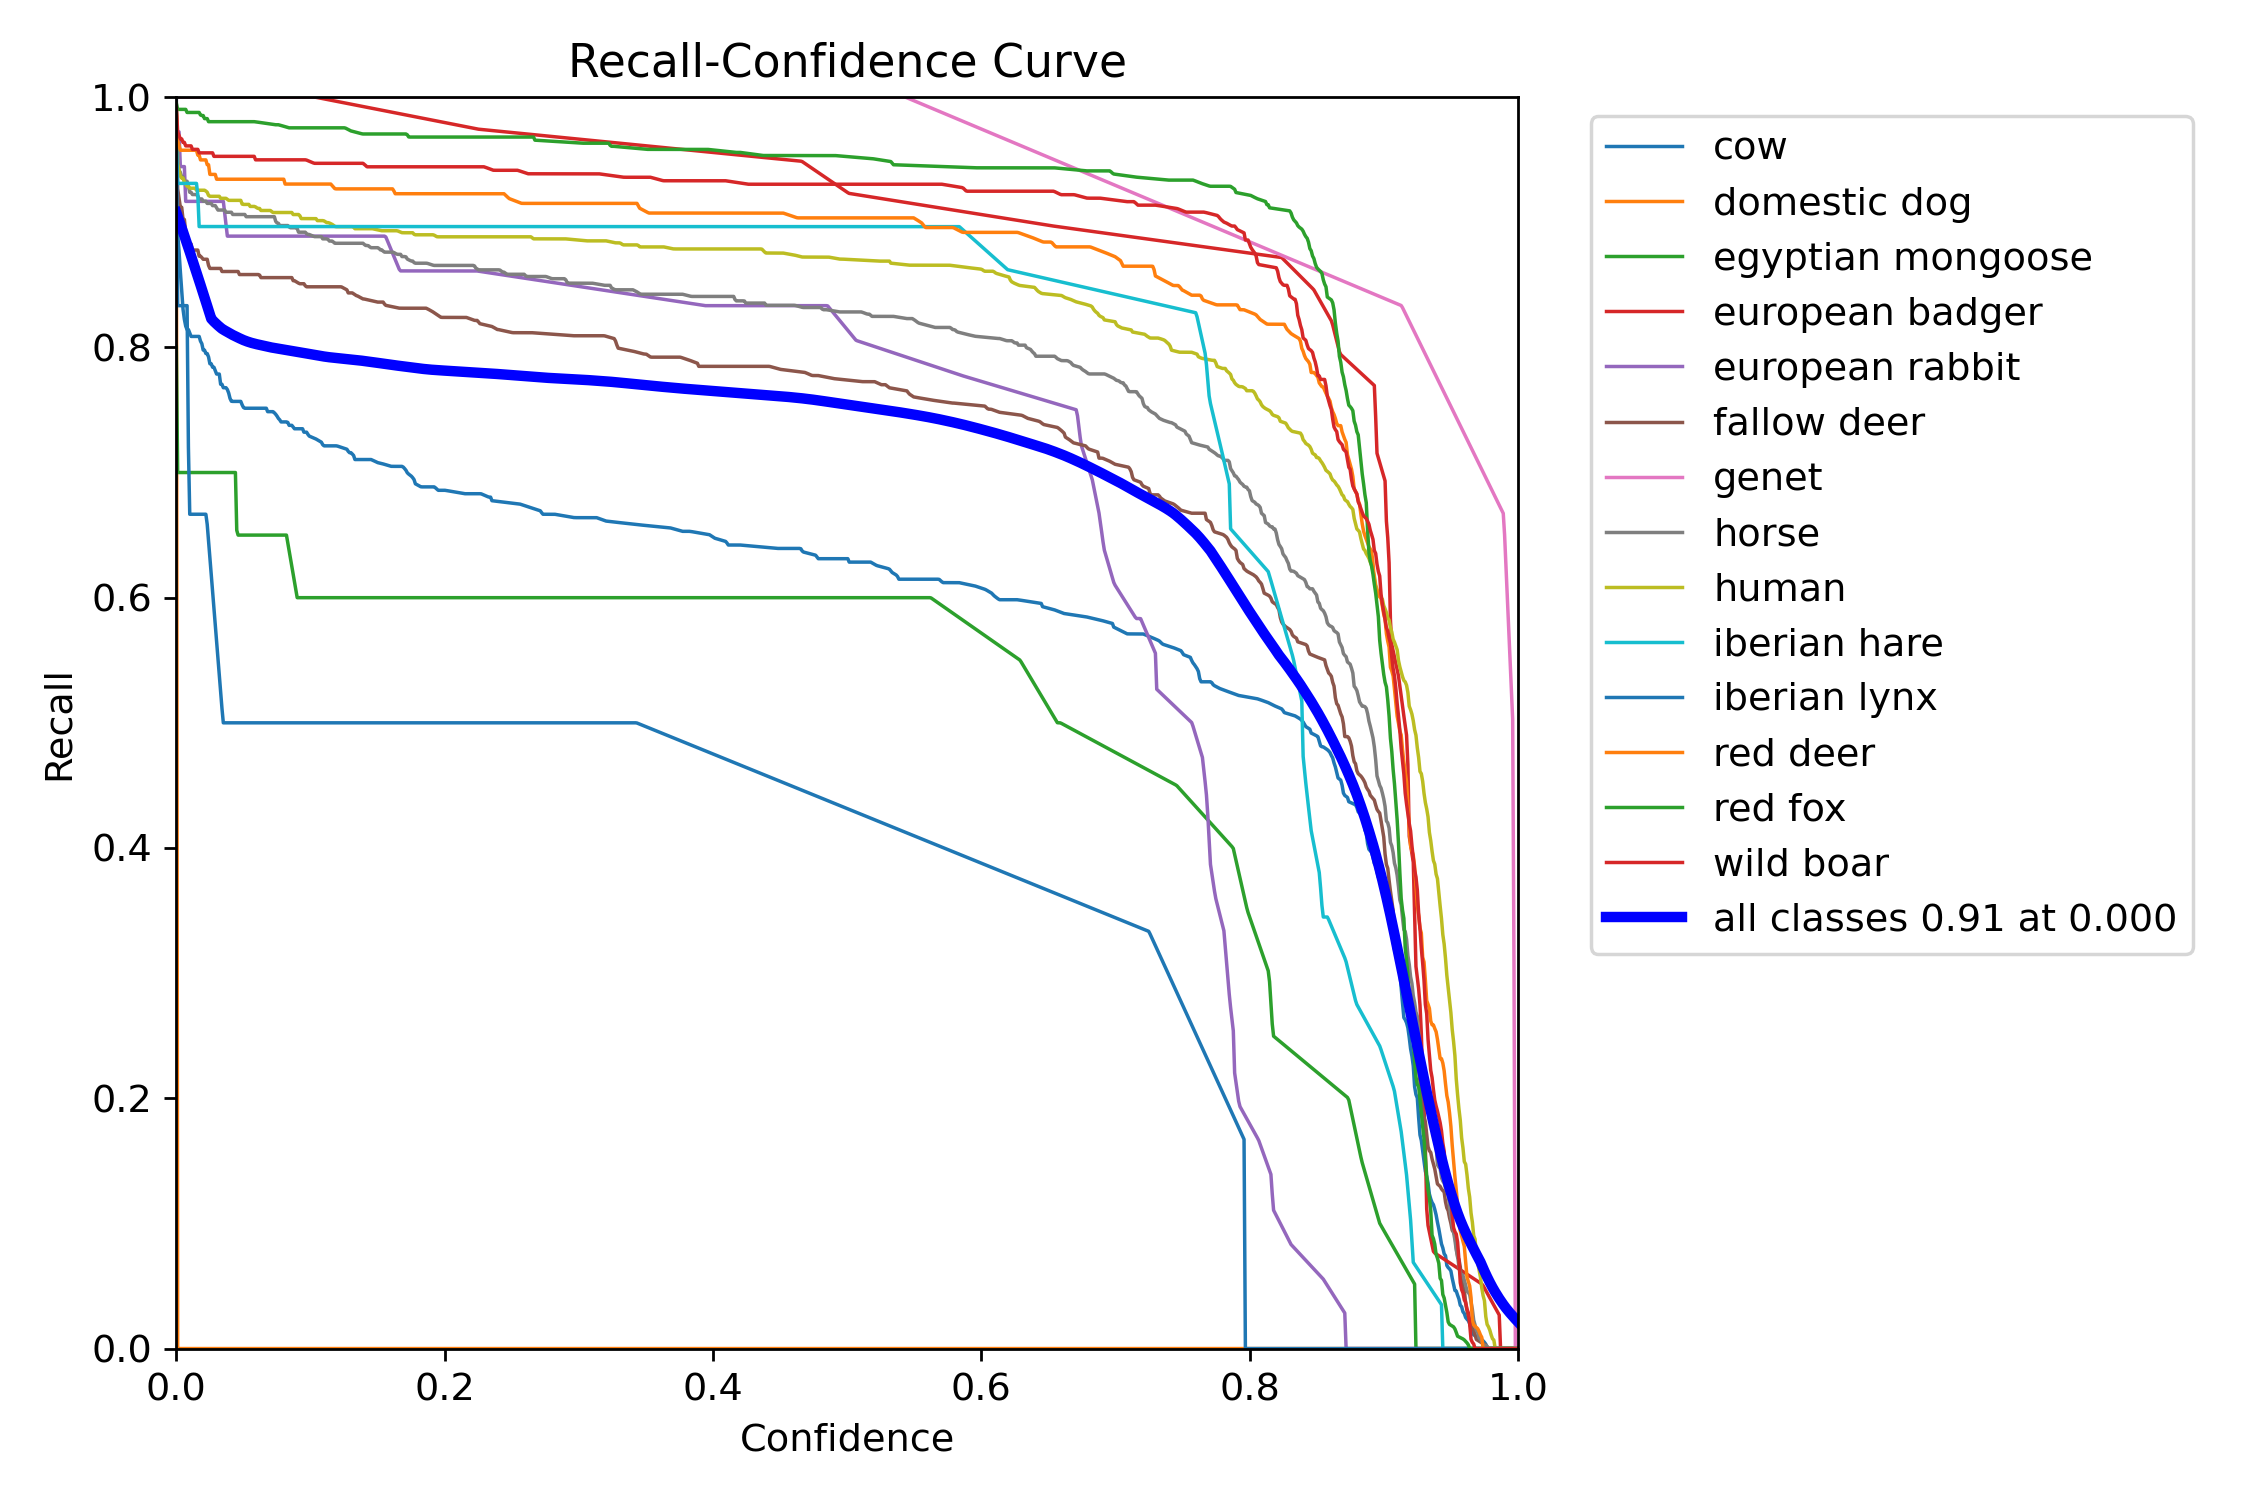 Recall-Confidence Curve
1.0
0.8
0.6
0.4
0.2
0.0
Recall
0.0 0.2 0.4 0.6 0.8 1.0
Confidence
cow
domestic dog
egyptian mongoose
european badger
european rabbit
fallow deer
genet
horse
human
iberian hare
iberian lynx
red deer
red fox
wild boar
all classes 0.91 at 0.000